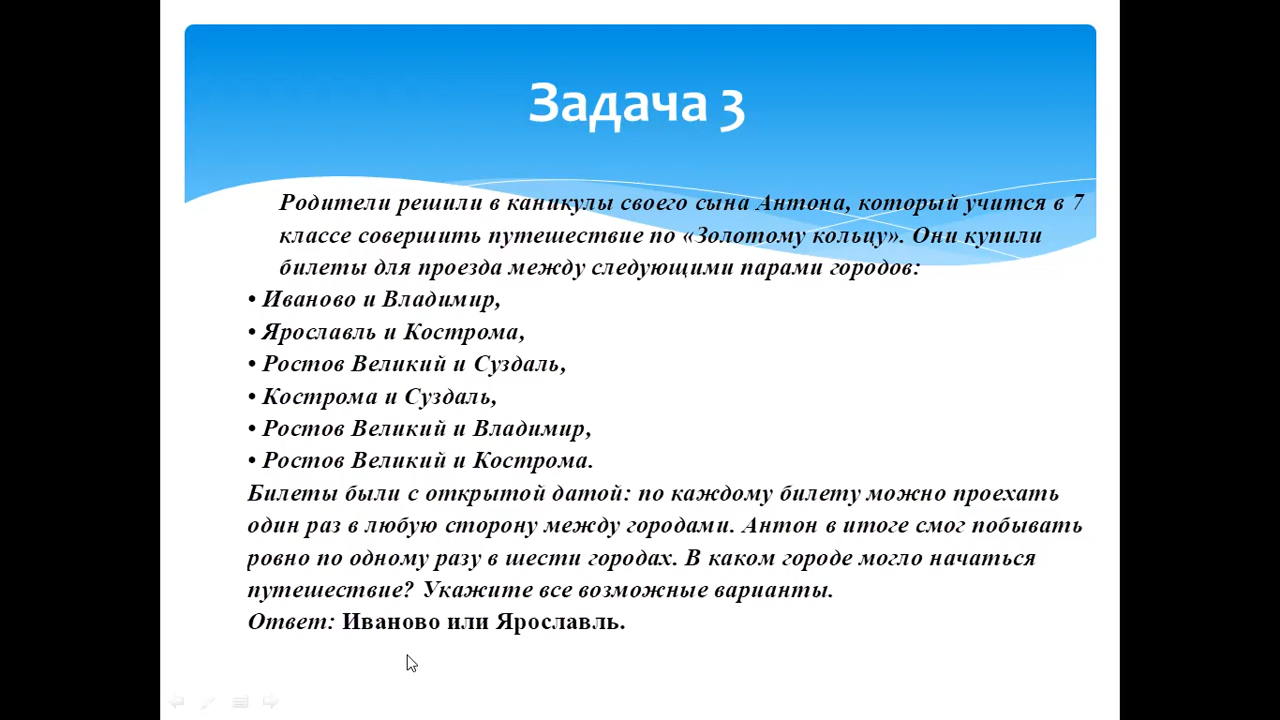 Задача 3
Родители решили в каникулы своего сына Антона, который учится в 7
классе совершить путешествие по «Золотому кольцу». Они купили
билеты для проезда между следующими парами городов:
• Иваново и Владимир,
• Ярославль и Кострома,
• Ростов Великий и Суздаль,
• Кострома и Суздаль,
• Ростов Великий и Владимир,
• Ростов Великий и Кострома.
Билеты были с открытой датой: по каждому билету можно проехать
один раз в любую сторону между городами. Антон в итоге смог побывать
ровно по одному разу в шести городах. В каком городе могло начаться
путешествие? Укажите все возможные варианты.
Ответ: Иваново или Ярославль.